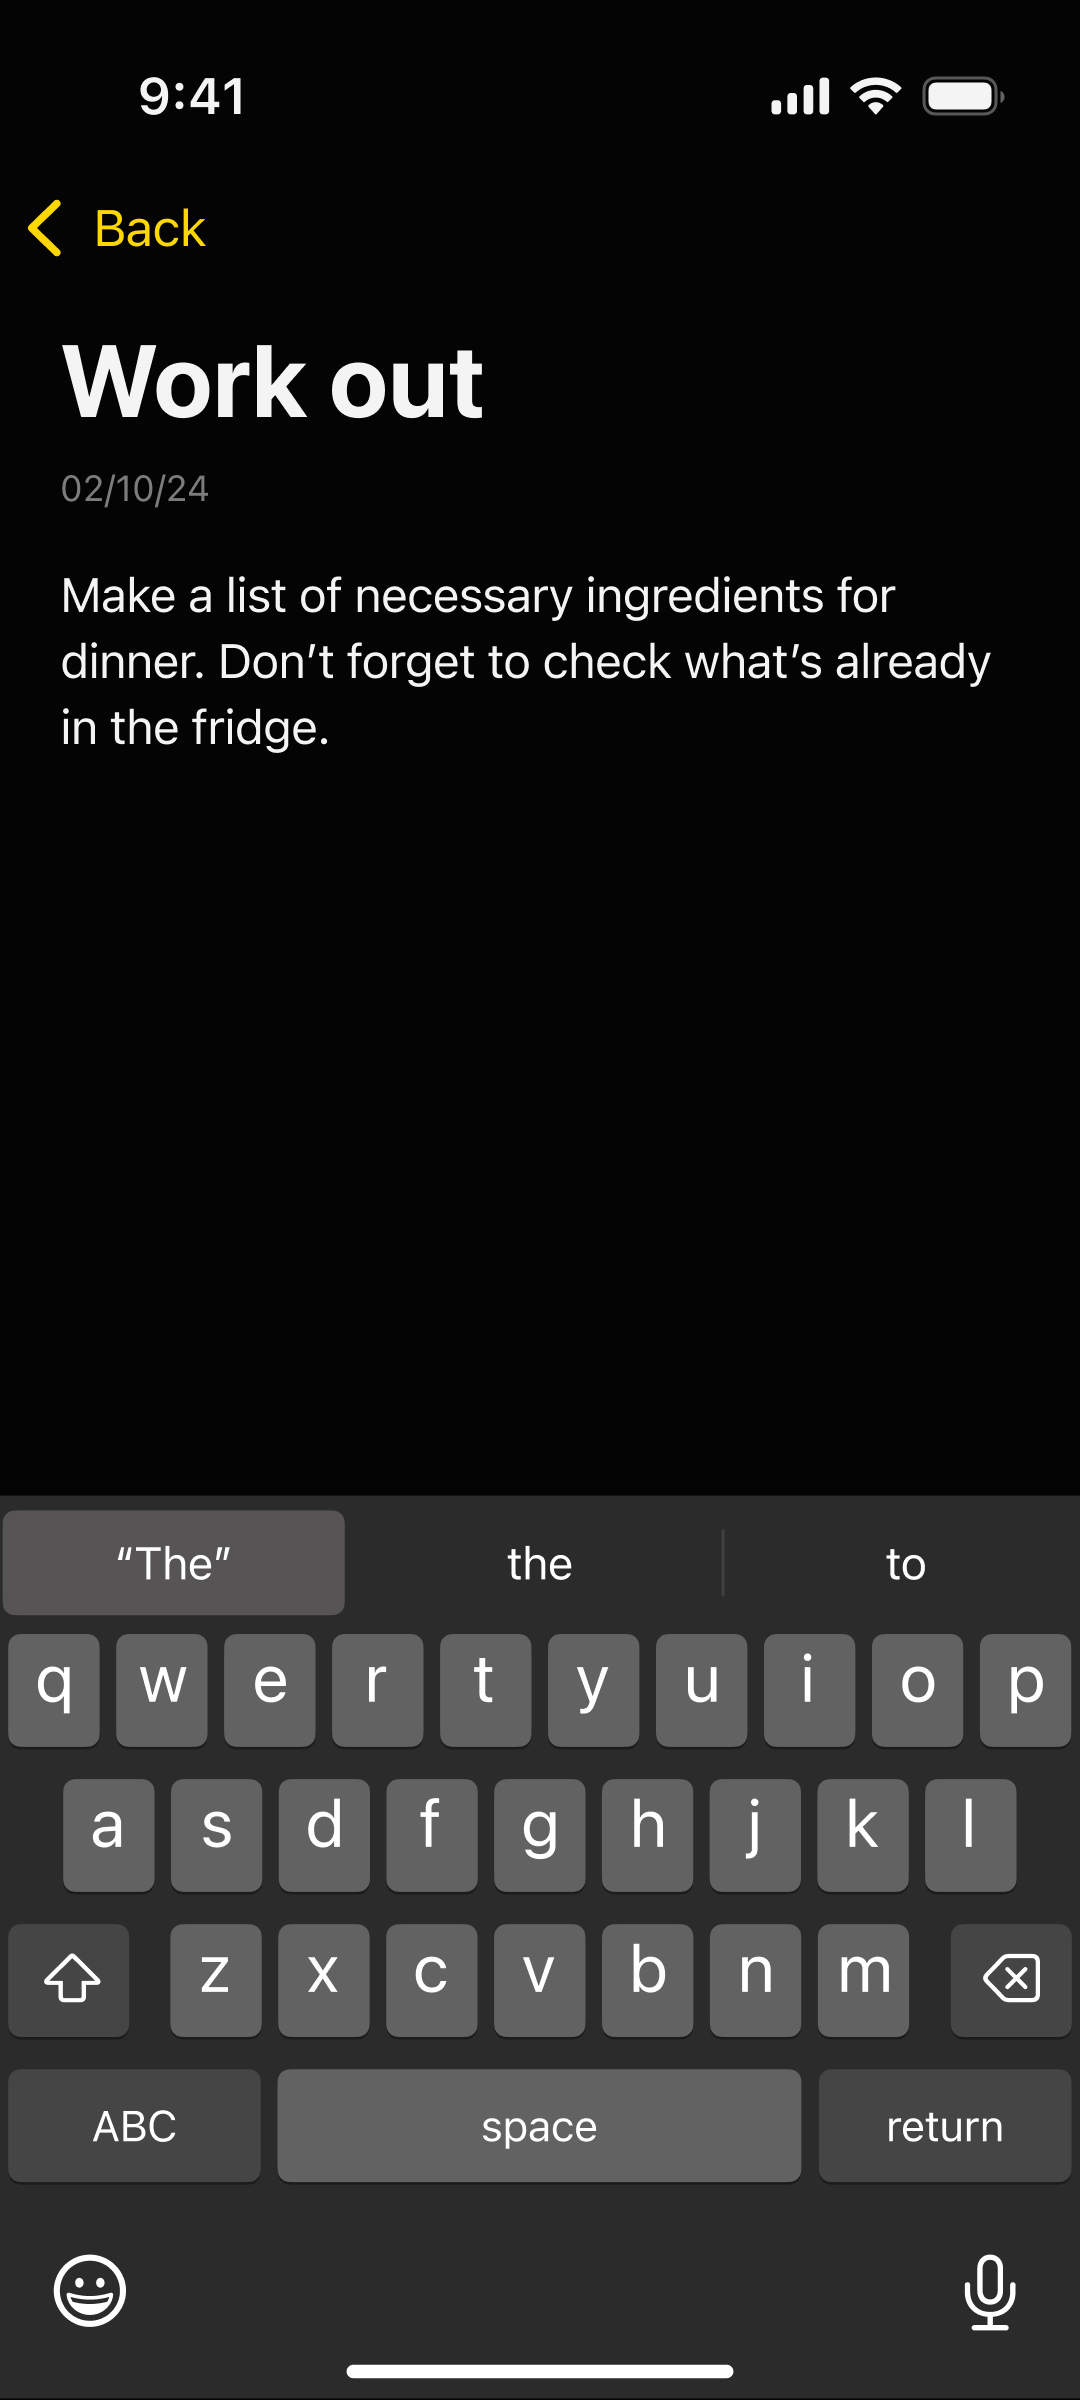 9:41
Back
Work out
02/10/24
Make a list of necessary ingredients for
dinner. Don’t forget to check what’s already
in the fridge.
“The” the to
q w e r t y u i o p
a s d f g h j k l
z x c v b n m
ABC space return